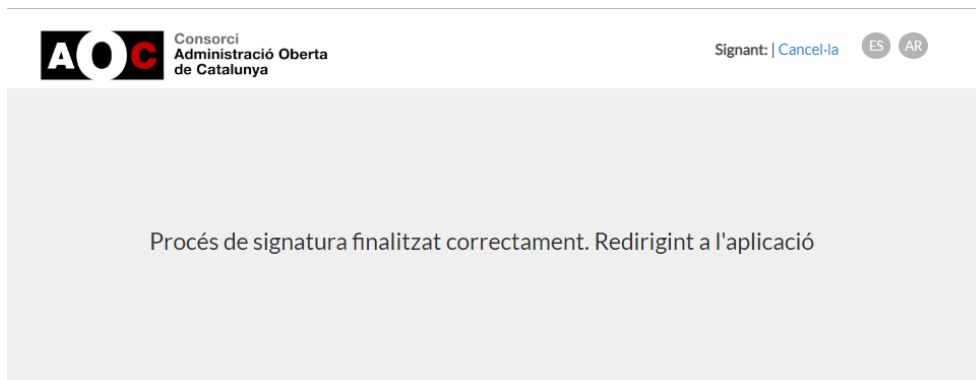 AOC
Consorci
Administració Oberta
de Catalunya
Signant: | Cancel·la ES AR
Procés de signatura finalitzat correctament. Redirigint a l'aplicació